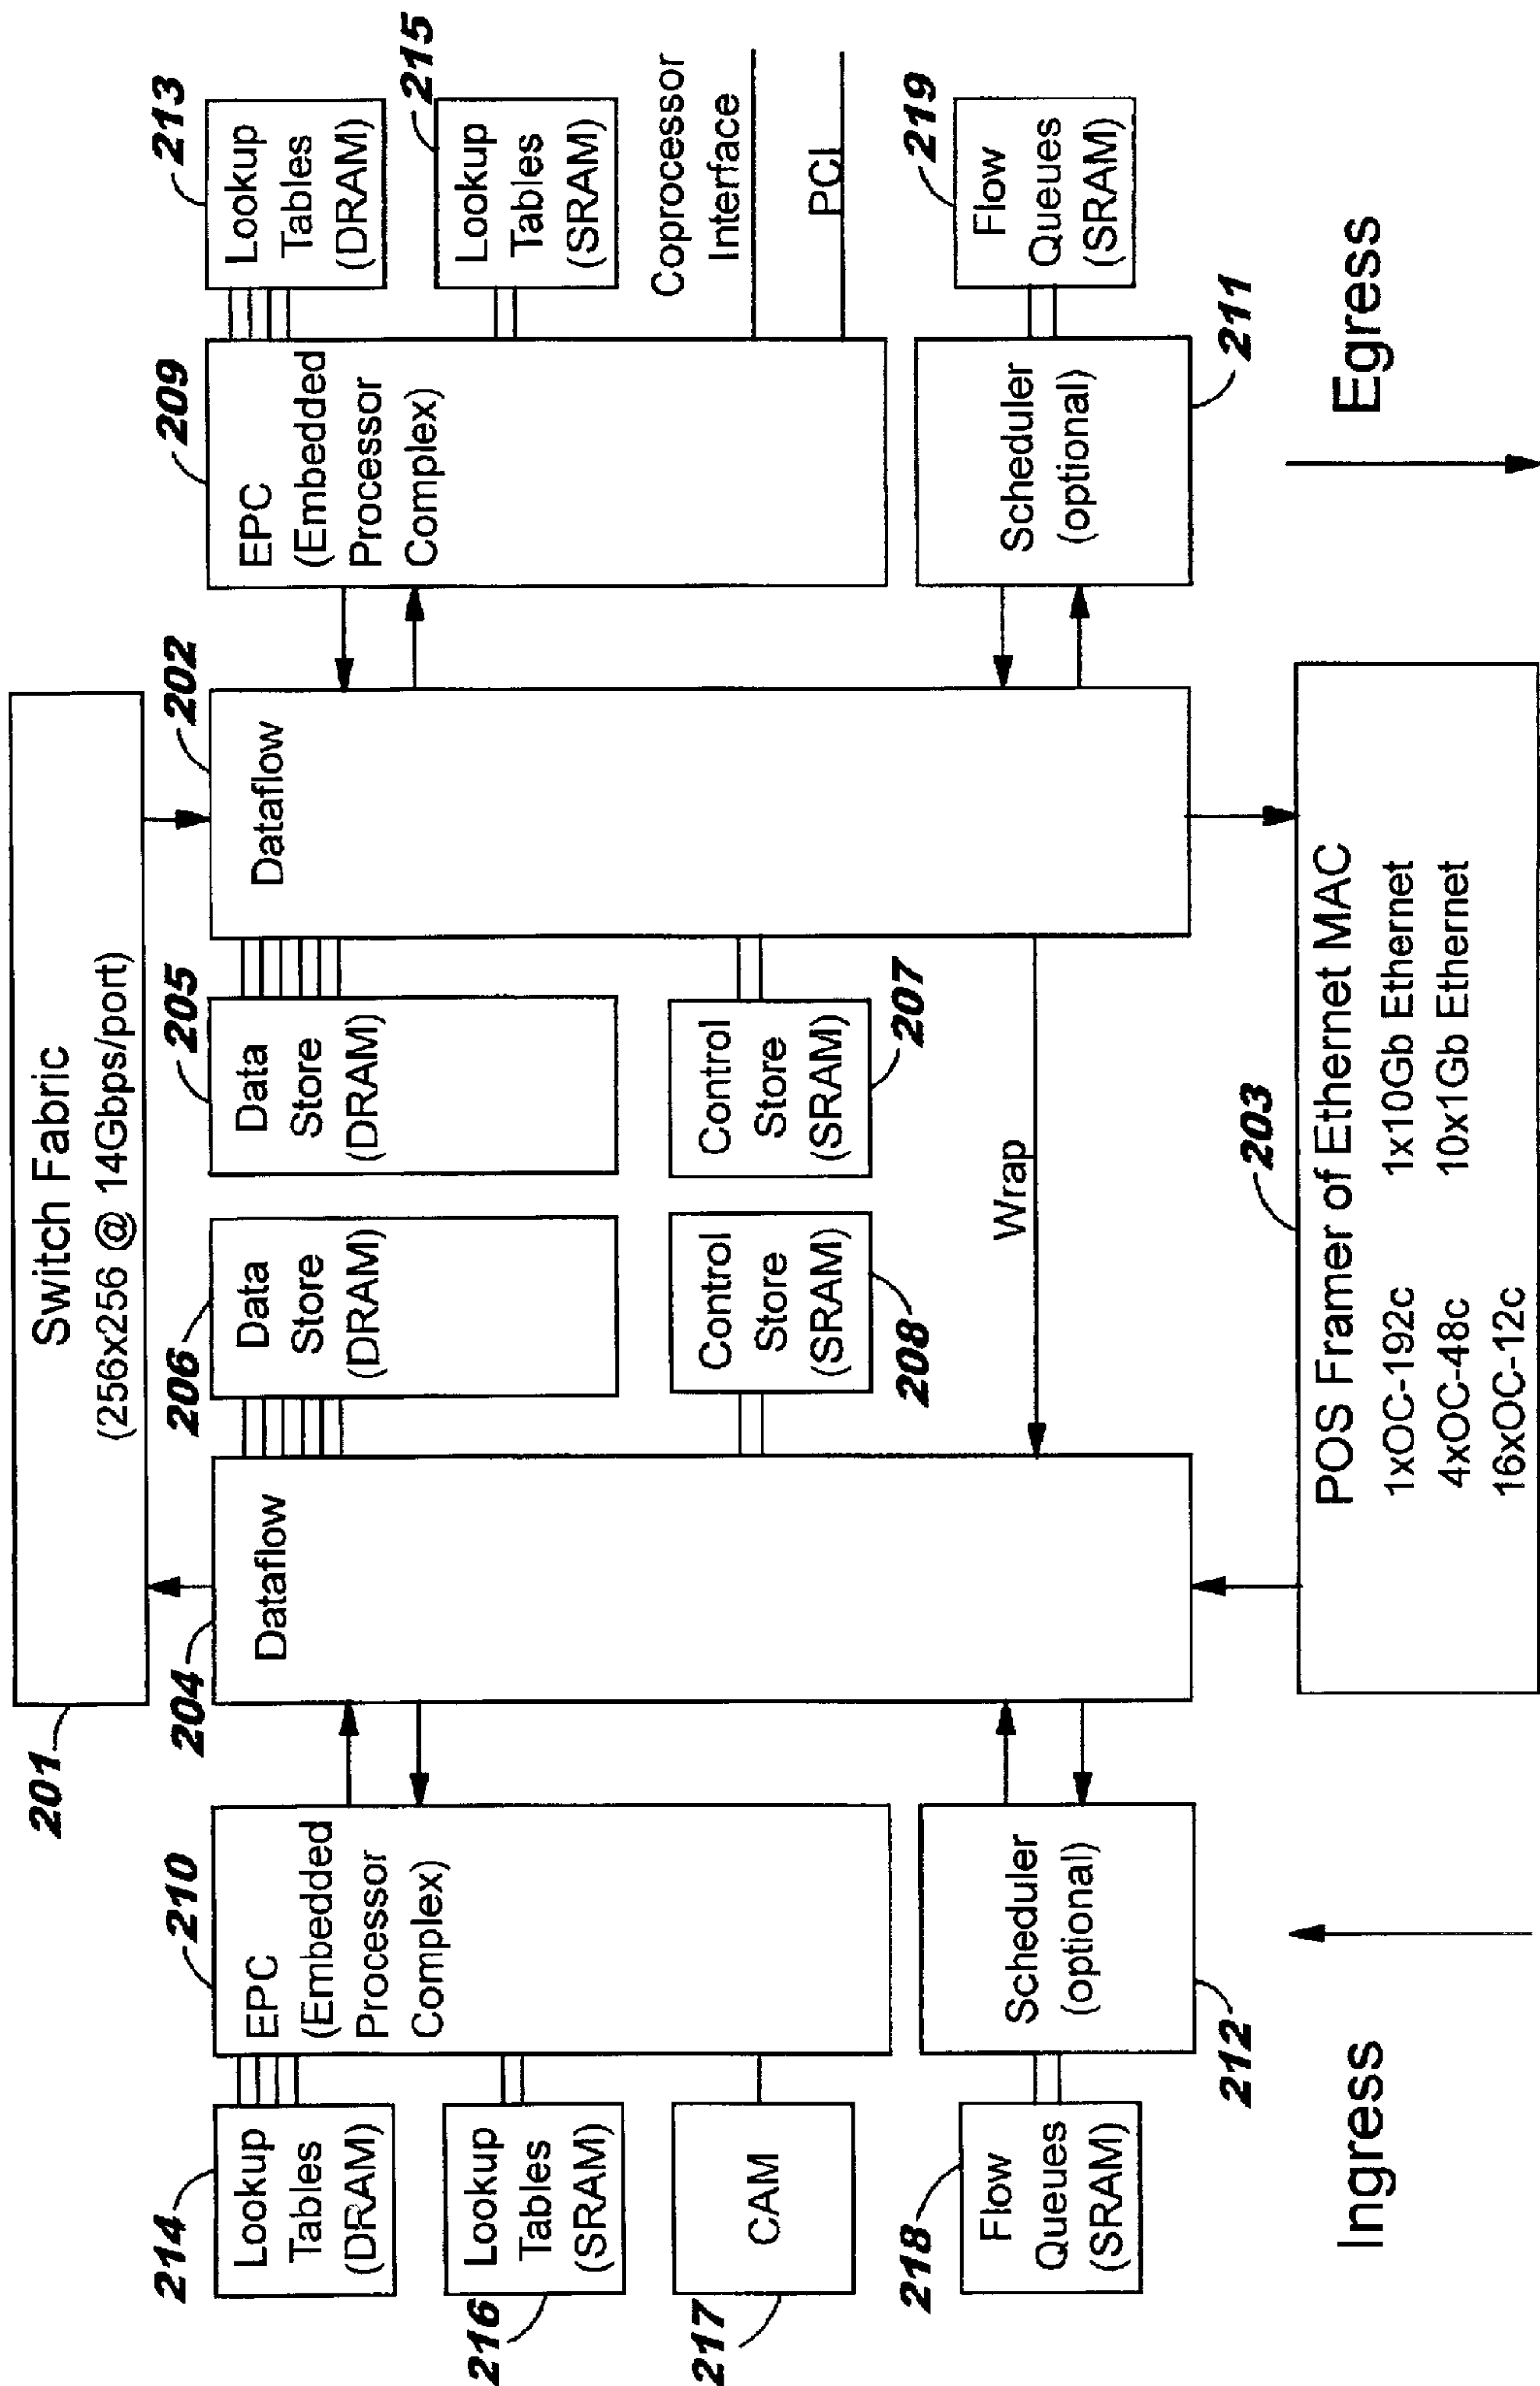 201
Switch Fabric
(256x256 @ 14Gbps/port)
214
Lookup
Tables
(DRAM)
210
EPC
(Embedded
Processor
Complex)
204
Dataflow
206
Data
Store
(DRAM)
205
Data
Store
(DRAM)
202
Dataflow
209
EPC
(Embedded
Processor
Complex)
213
Lookup
Tables
(DRAM)
216
Lookup
Tables
(SRAM)
215
Lookup
Tables
(SRAM)
217
CAM
Control
Store
(SRAM)
208
Control
Store
(SRAM)
207
Coprocessor
Interface
PCI
218
Flow
Queues
(SRAM)
Scheduler
(optional)
212
Wrap
Scheduler
(optional)
211
219
Flow
Queues
(SRAM)
Ingress
203
POS Framer of Ethernet MAC
1xOC-192c 1x10Gb Ethernet
4xOC-48c 10x1Gb Ethernet
16xOC-12c
Egress